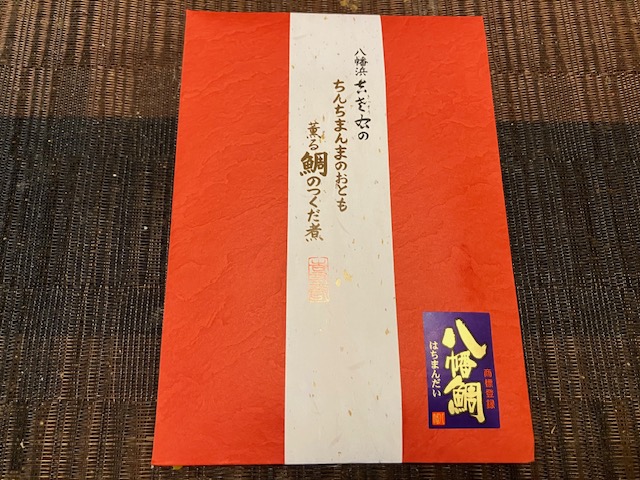 八幡浜 の
ちんちまんまのおとも
薫る鯛のつくだ煮
八幡鯛
はちまんだい
商標登録